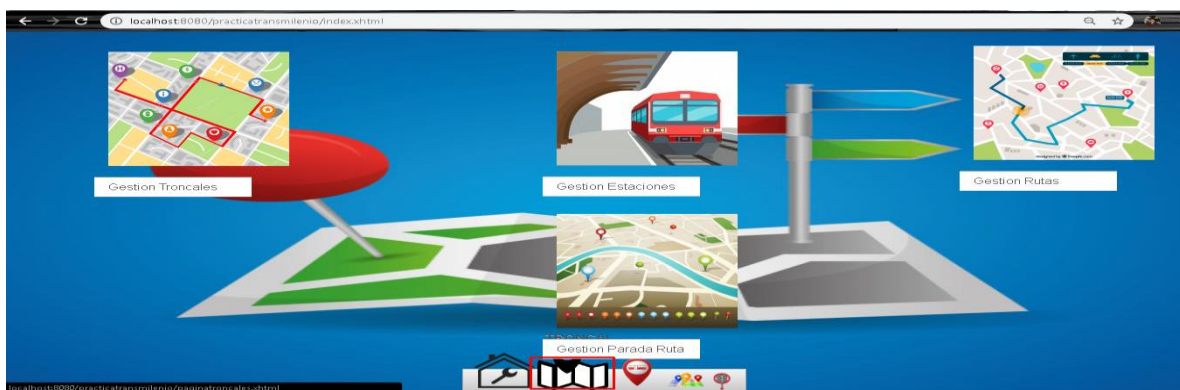 localhost:8080/practicatransmilenio/index.xhtml
Gestion Troncales
Gestion Estaciones
Gestion Rutas
Gestion Parada Ruta
localhost:8080/practicatransmilenio/paginatroncales.xhtml